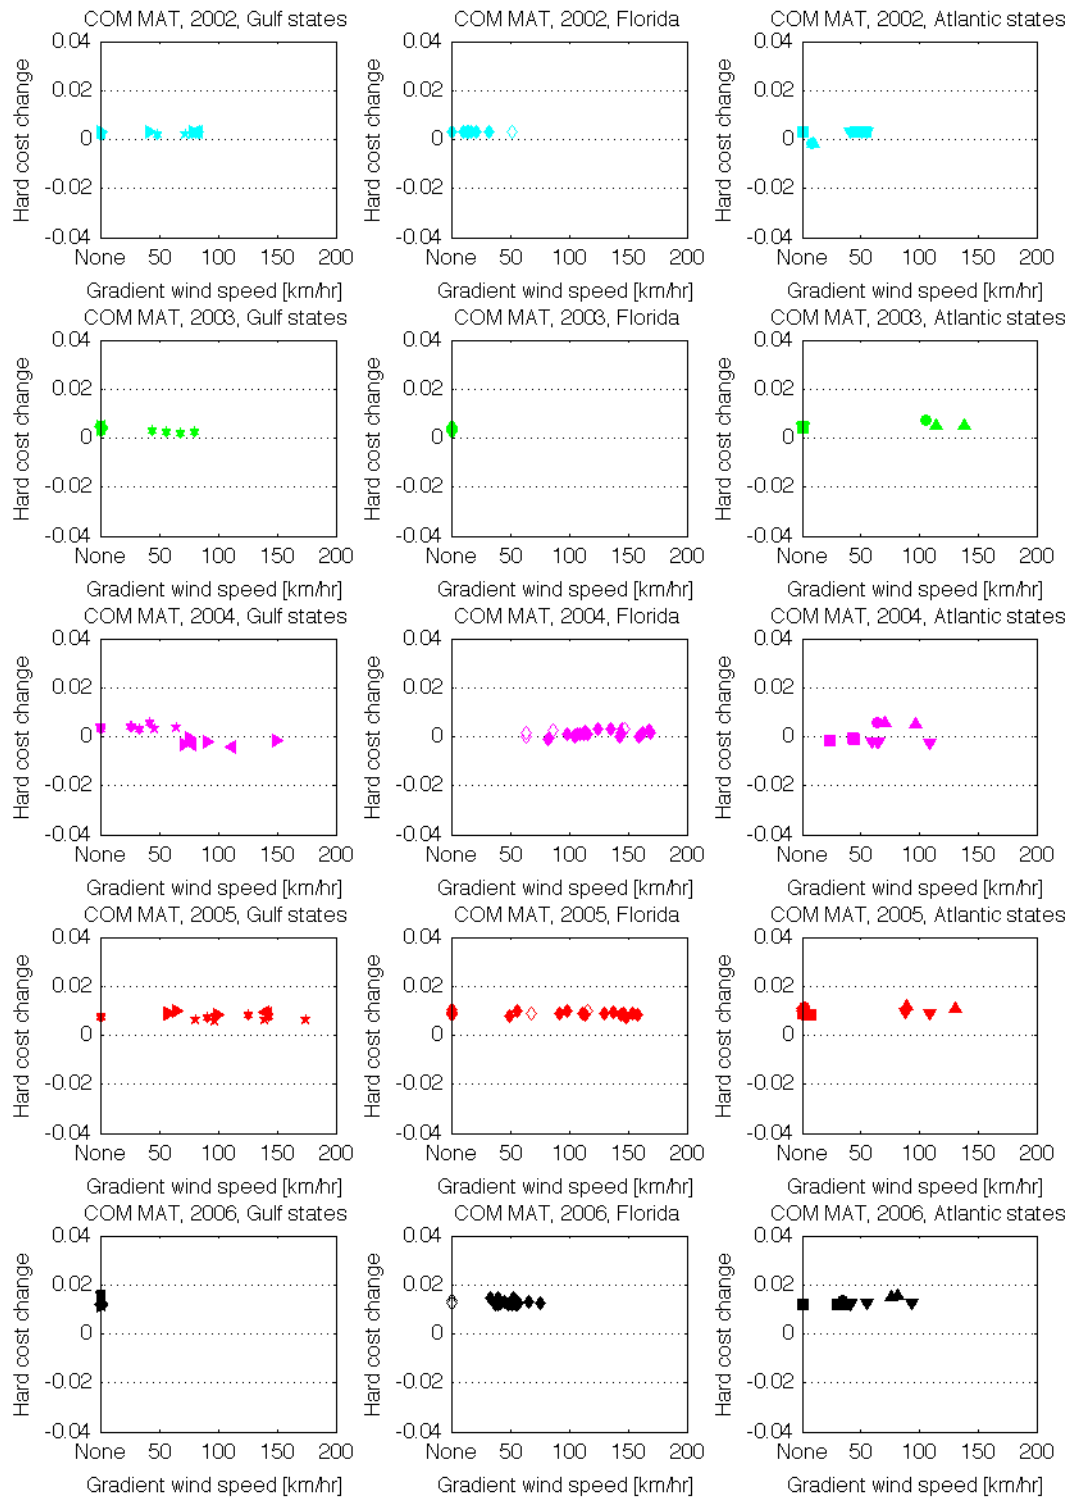 COM MAT, 2002, Gulf states COM MAT, 2002, Florida COM MAT, 2002, Atlantic states
0.04 0.04 0.04
0.02 0.02 0.02
0 0 0
-0.02 -0.02 -0.02
-0.04 -0.04 -0.04
Hard cost change Hard cost change Hard cost change
None 50 100 150 200 None 50 100 150 200 None 50 100 150 200
Gradient wind speed [km/hr] Gradient wind speed [km/hr] Gradient wind speed [km/hr]
COM MAT, 2003, Gulf states COM MAT, 2003, Florida COM MAT, 2003, Atlantic states
0.04 0.04 0.04
0.02 0.02 0.02
0 0 0
-0.02 -0.02 -0.02
-0.04 -0.04 -0.04
Hard cost change Hard cost change Hard cost change
None 50 100 150 200 None 50 100 150 200 None 50 100 150 200
Gradient wind speed [km/hr] Gradient wind speed [km/hr] Gradient wind speed [km/hr]
COM MAT, 2004, Gulf states COM MAT, 2004, Florida COM MAT, 2004, Atlantic states
0.04 0.04 0.04
0.02 0.02 0.02
0 0 0
-0.02 -0.02 -0.02
-0.04 -0.04 -0.04
Hard cost change Hard cost change Hard cost change
None 50 100 150 200 None 50 100 150 200 None 50 100 150 200
Gradient wind speed [km/hr] Gradient wind speed [km/hr] Gradient wind speed [km/hr]
COM MAT, 2005, Gulf states COM MAT, 2005, Florida COM MAT, 2005, Atlantic states
0.04 0.04 0.04
0.02 0.02 0.02
0 0 0
-0.02 -0.02 -0.02
-0.04 -0.04 -0.04
Hard cost change Hard cost change Hard cost change
None 50 100 150 200 None 50 100 150 200 None 50 100 150 200
Gradient wind speed [km/hr] Gradient wind speed [km/hr] Gradient wind speed [km/hr]
COM MAT, 2006, Gulf states COM MAT, 2006, Florida COM MAT, 2006, Atlantic states
0.04 0.04 0.04
0.02 0.02 0.02
0 0 0
-0.02 -0.02 -0.02
-0.04 -0.04 -0.04
Hard cost change Hard cost change Hard cost change
None 50 100 150 200 None 50 100 150 200 None 50 100 150 200
Gradient wind speed [km/hr] Gradient wind speed [km/hr] Gradient wind speed [km/hr]